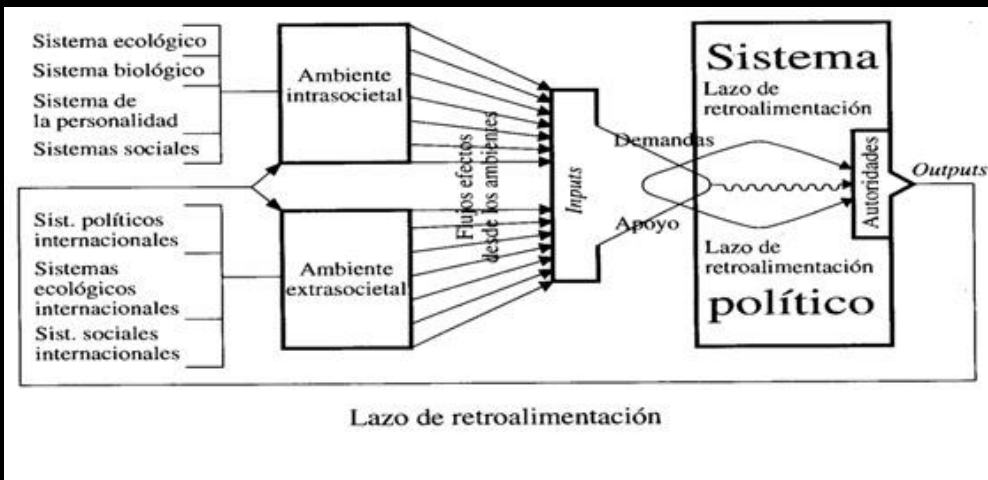 Sistema ecológico
Sistema biológico
Sistema de
la personalidad
Sistemas sociales
Ambiente
intrasocietal
Sist. políticos
internacionales
Sistemas
ecológicos
internacionales
Sist. sociales
internacionales
Ambiente
extrasocietal
Flujos efectos
desde los ambientes
Inputs
Demandas
Apoyo
Sistema
Lazo de
retroalimentación
Lazo de
retroalimentación
político
Autoridades
Outputs
Lazo de retroalimentación